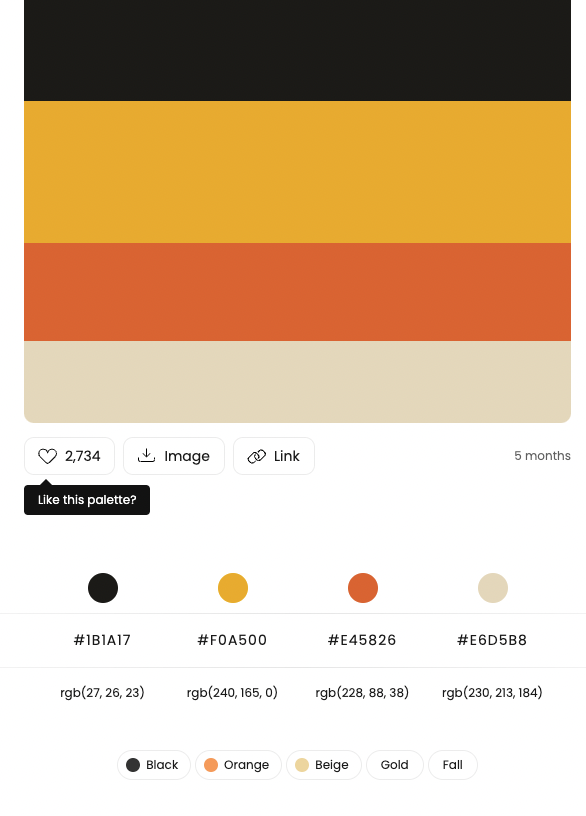 2,734 Image Link 5 months
Like this palette?
#1B1A17 #F0A500 #E45826 #E6D5B8
rgb(27, 26, 23) rgb(240, 165, 0) rgb(228, 88, 38) rgb(230, 213, 184)
Black Orange Beige Gold Fall